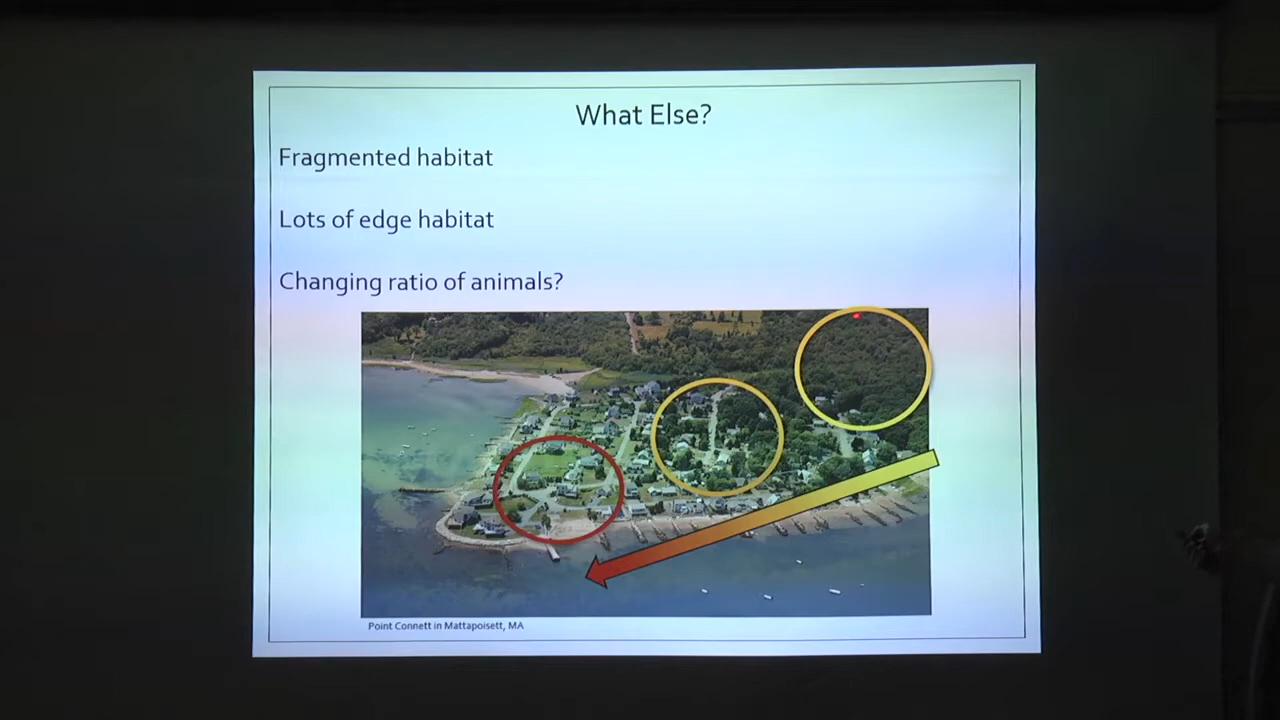 What Else?
Fragmented habitat
Lots of edge habitat
Changing ratio of animals?
Point Connett in Mattapoisett, MA